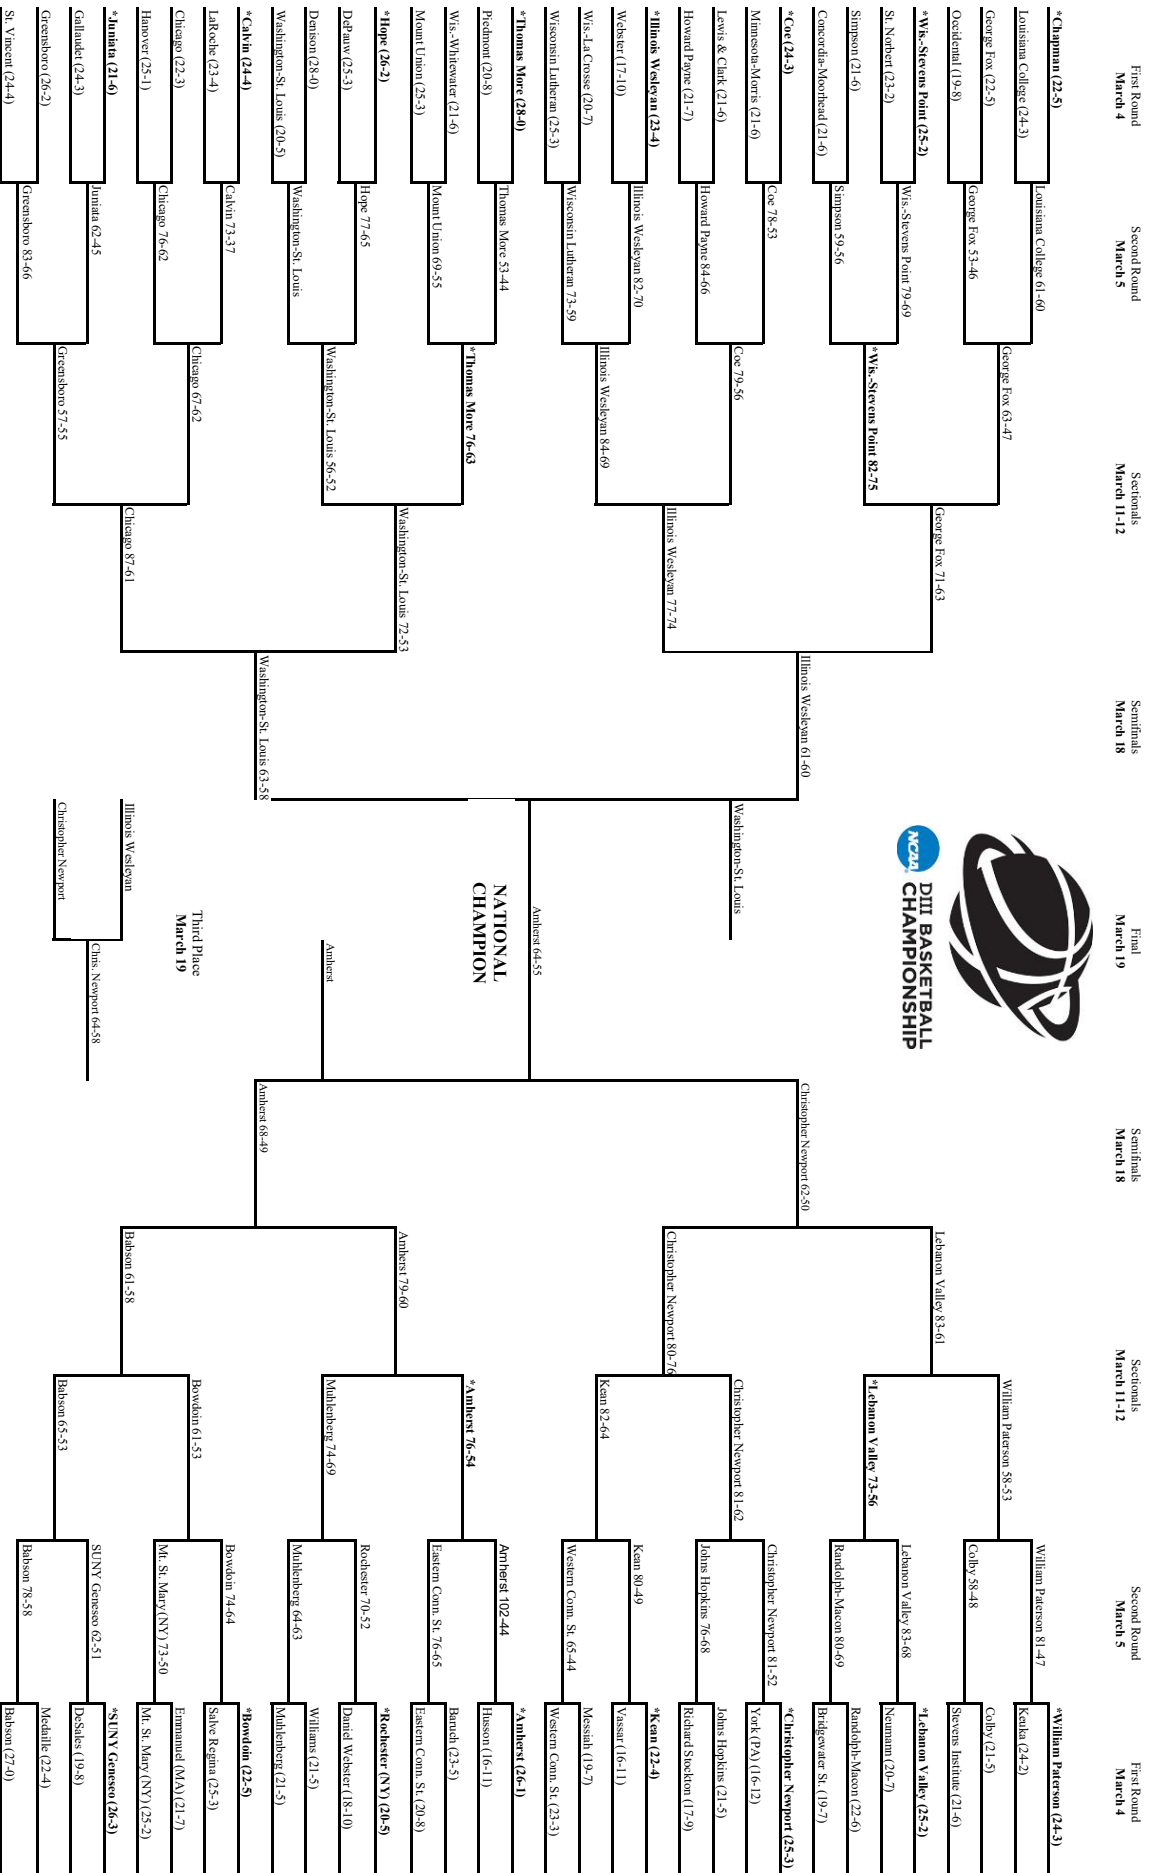 First Round
March 4
Second Round
March 5
Sectionals
March 11-12
Semifinals
March 18
Final
March 19
Semifinals
March 18
Sectionals
March 11-12
Second Round
March 5
First Round
March 4
*Chapman (22-5)
Louisiana College (24-3)
George Fox (22-5)
Occidental (19-8)
*Wis.-Stevens Point (25-2)
St. Norbert (23-2)
Simpson (21-6)
Concordia-Moorhead (21-6)
*Coe (24-3)
Minnesota-Morris (21-6)
Lewis & Clark (21-6)
Howard Payne (21-7)
*Illinois Wesleyan (23-4)
Webster (17-10)
Wis.-La Crosse (20-7)
Wisconsin Lutheran (25-3)
*Thomas More (28-0)
Piedmont (20-8)
Wis.-Whitewater (21-6)
Mount Union (25-3)
*Hope (26-2)
DePauw (25-3)
Denison (28-0)
Washington-St. Louis (20-5)
*Calvin (24-4)
LaRoche (23-4)
Chicago (22-3)
Hanover (25-1)
*Juniata (21-6)
Gallaudet (24-3)
Greensboro (26-2)
St. Vincent (24-4)
Louisiana College 61-60
George Fox 53-46
Wis.-Stevens Point 79-69
Simpson 59-56
Coe 78-53
Howard Payne 84-66
Illinois Wesleyan 82-70
Wisconsin Lutheran 73-59
Thomas More 53-44
Mount Union 69-55
Hope 77-65
Washington-St. Louis
Calvin 73-37
Chicago 76-62
Juniata 62-45
Greensboro 83-66
George Fox 63-47
*Wis.-Stevens Point 82-75
Coe 79-56
Illinois Wesleyan 84-69
*Thomas More 76-63
Washington-St. Louis 56-52
Chicago 67-62
Greensboro 57-55
George Fox 71-63
Illinois Wesleyan 77-74
Washington-St. Louis 72-53
Chicago 87-61
Illinois Wesleyan 61-60
Washington-St. Louis 63-58
NCAA
DIII BASKETBALL
CHAMPIONSHIP
Washington-St. Louis
Amherst 64-55
NATIONAL
CHAMPION
Amherst
Third Place
March 19
Illinois Wesleyan
Christopher Newport
Chris. Newport 64-58
Christopher Newport 62-50
Amherst 68-49
Lebanon Valley 83-61
Christopher Newport 80-76
Amherst 79-60
Babson 61-58
William Paterson 58-53
*Lebanon Valley 73-56
Christopher Newport 81-62
Kean 82-64
*Amherst 76-54
Muhlenberg 74-69
Bowdoin 61-53
Babson 65-53
William Paterson 81-47
Colby 58-48
Lebanon Valley 83-68
Randolph-Macon 80-69
Christopher Newport 81-52
Johns Hopkins 76-68
Kean 80-49
Western Conn. St. 65-44
Amherst 102-44
Eastern Conn. St. 76-65
Rochester 70-52
Muhlenberg 64-63
Bowdoin 74-64
Mt. St. Mary (NY) 73-50
SUNY Geneseo 62-51
Babson 78-58
*William Paterson (24-3)
Keuka (24-2)
Colby (21-5)
Stevens Institute (21-6)
*Lebanon Valley (25-2)
Neumann (20-7)
Randolph-Macon (22-6)
Bridgewater St. (19-7)
*Christopher Newport (25-3)
York (PA) (16-12)
Johns Hopkins (21-5)
Richard Stockton (17-9)
*Kean (22-4)
Vassar (16-11)
Messiah (19-7)
Western Conn. St. (23-3)
*Amherst (26-1)
Husson (16-11)
Baruch (23-5)
Eastern Conn. St. (20-8)
*Rochester (NY) (20-5)
Daniel Webster (18-10)
Williams (21-5)
Muhlenberg (21-5)
*Bowdoin (22-5)
Salve Regina (25-3)
Emmanuel (MA) (21-7)
Mt. St. Mary (NY) (25-2)
*SUNY Geneseo (26-3)
DeSales (19-8)
Medaille (22-4)
Babson (27-0)